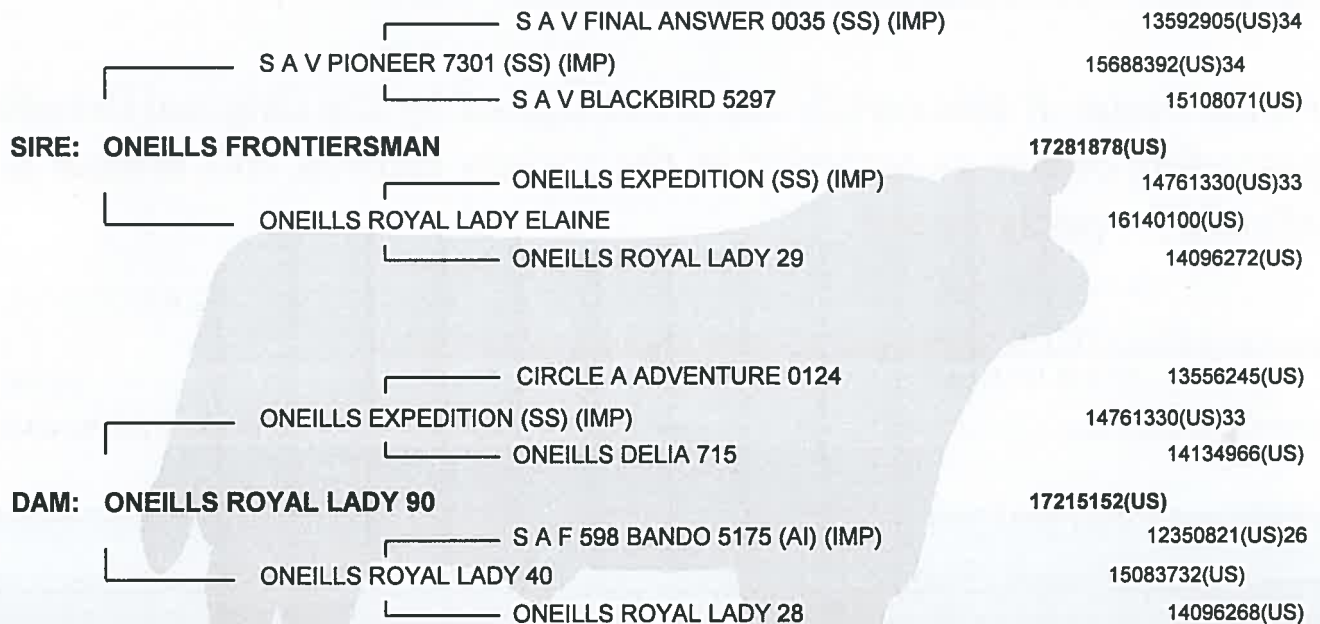 S A V FINAL ANSWER 0035 (SS) (IMP) 13592905(US)34
S A V PIONEER 7301 (SS) (IMP) 15688392(US)34
S A V BLACKBIRD 5297 15108071(US)
SIRE: ONEILLS FRONTIERSMAN 17281878(US)
ONEILLS EXPEDITION (SS) (IMP) 14761330(US)33
ONEILLS ROYAL LADY ELAINE 16140100(US)
ONEILLS ROYAL LADY 29 14096272(US)
CIRCLE A ADVENTURE 0124 13556245(US)
ONEILLS EXPEDITION (SS) (IMP) 14761330(US)33
ONEILLS DELIA 715 14134966(US)
DAM: ONEILLS ROYAL LADY 90 17215152(US)
S A F 598 BANDO 5175 (AI) (IMP) 12350821(US)26
ONEILLS ROYAL LADY 40 15083732(US)
ONEILLS ROYAL LADY 28 14096268(US)